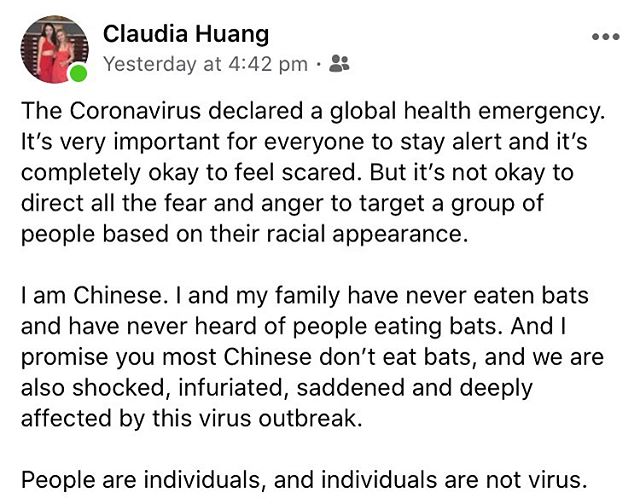 Claudia Huang
Yesterday at 4:42 pm ·
The Coronavirus declared a global health emergency.
It’s very important for everyone to stay alert and it’s
completely okay to feel scared. But it’s not okay to
direct all the fear and anger to target a group of
people based on their racial appearance.
I am Chinese. I and my family have never eaten bats
and have never heard of people eating bats. And I
promise you most Chinese don’t eat bats, and we are
also shocked, infuriated, saddened and deeply
affected by this virus outbreak.
People are individuals, and individuals are not virus.